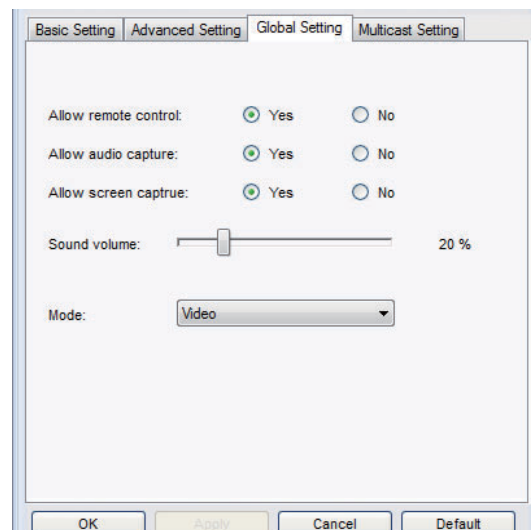 Basic Setting Advanced Setting Global Setting Multicast Setting
Allow remote control: Yes No
Allow audio capture: Yes No
Allow screen captrue: Yes No
Sound volume: 20 %
Mode: Video
OK Apply Cancel Default